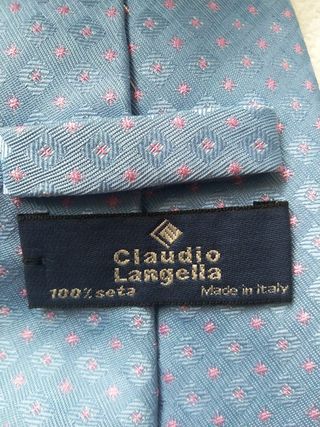 Claudio
Langella
100% seta Made in italy